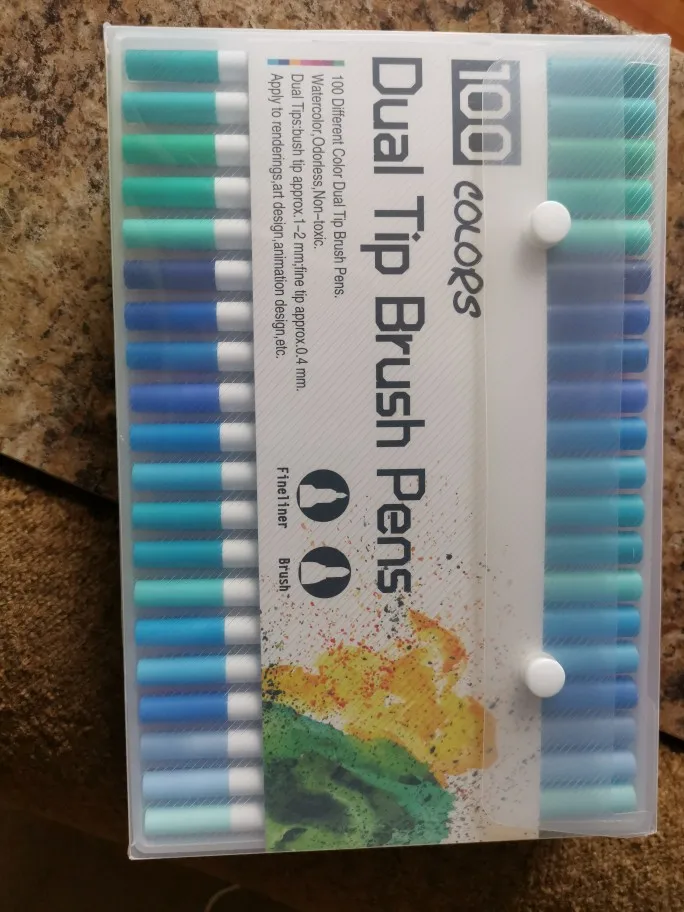 100 COLORS
Dual Tip Brush Pens
100 Different Color Dual Tip Brush Pens.
Watercolor,Odorless,Non-toxic.
Dual Tips:bush tip approx.1-2 mm;fine tip approx.0.4 mm.
Apply to renderings,art design,animation design,etc.
Fineliner Brush